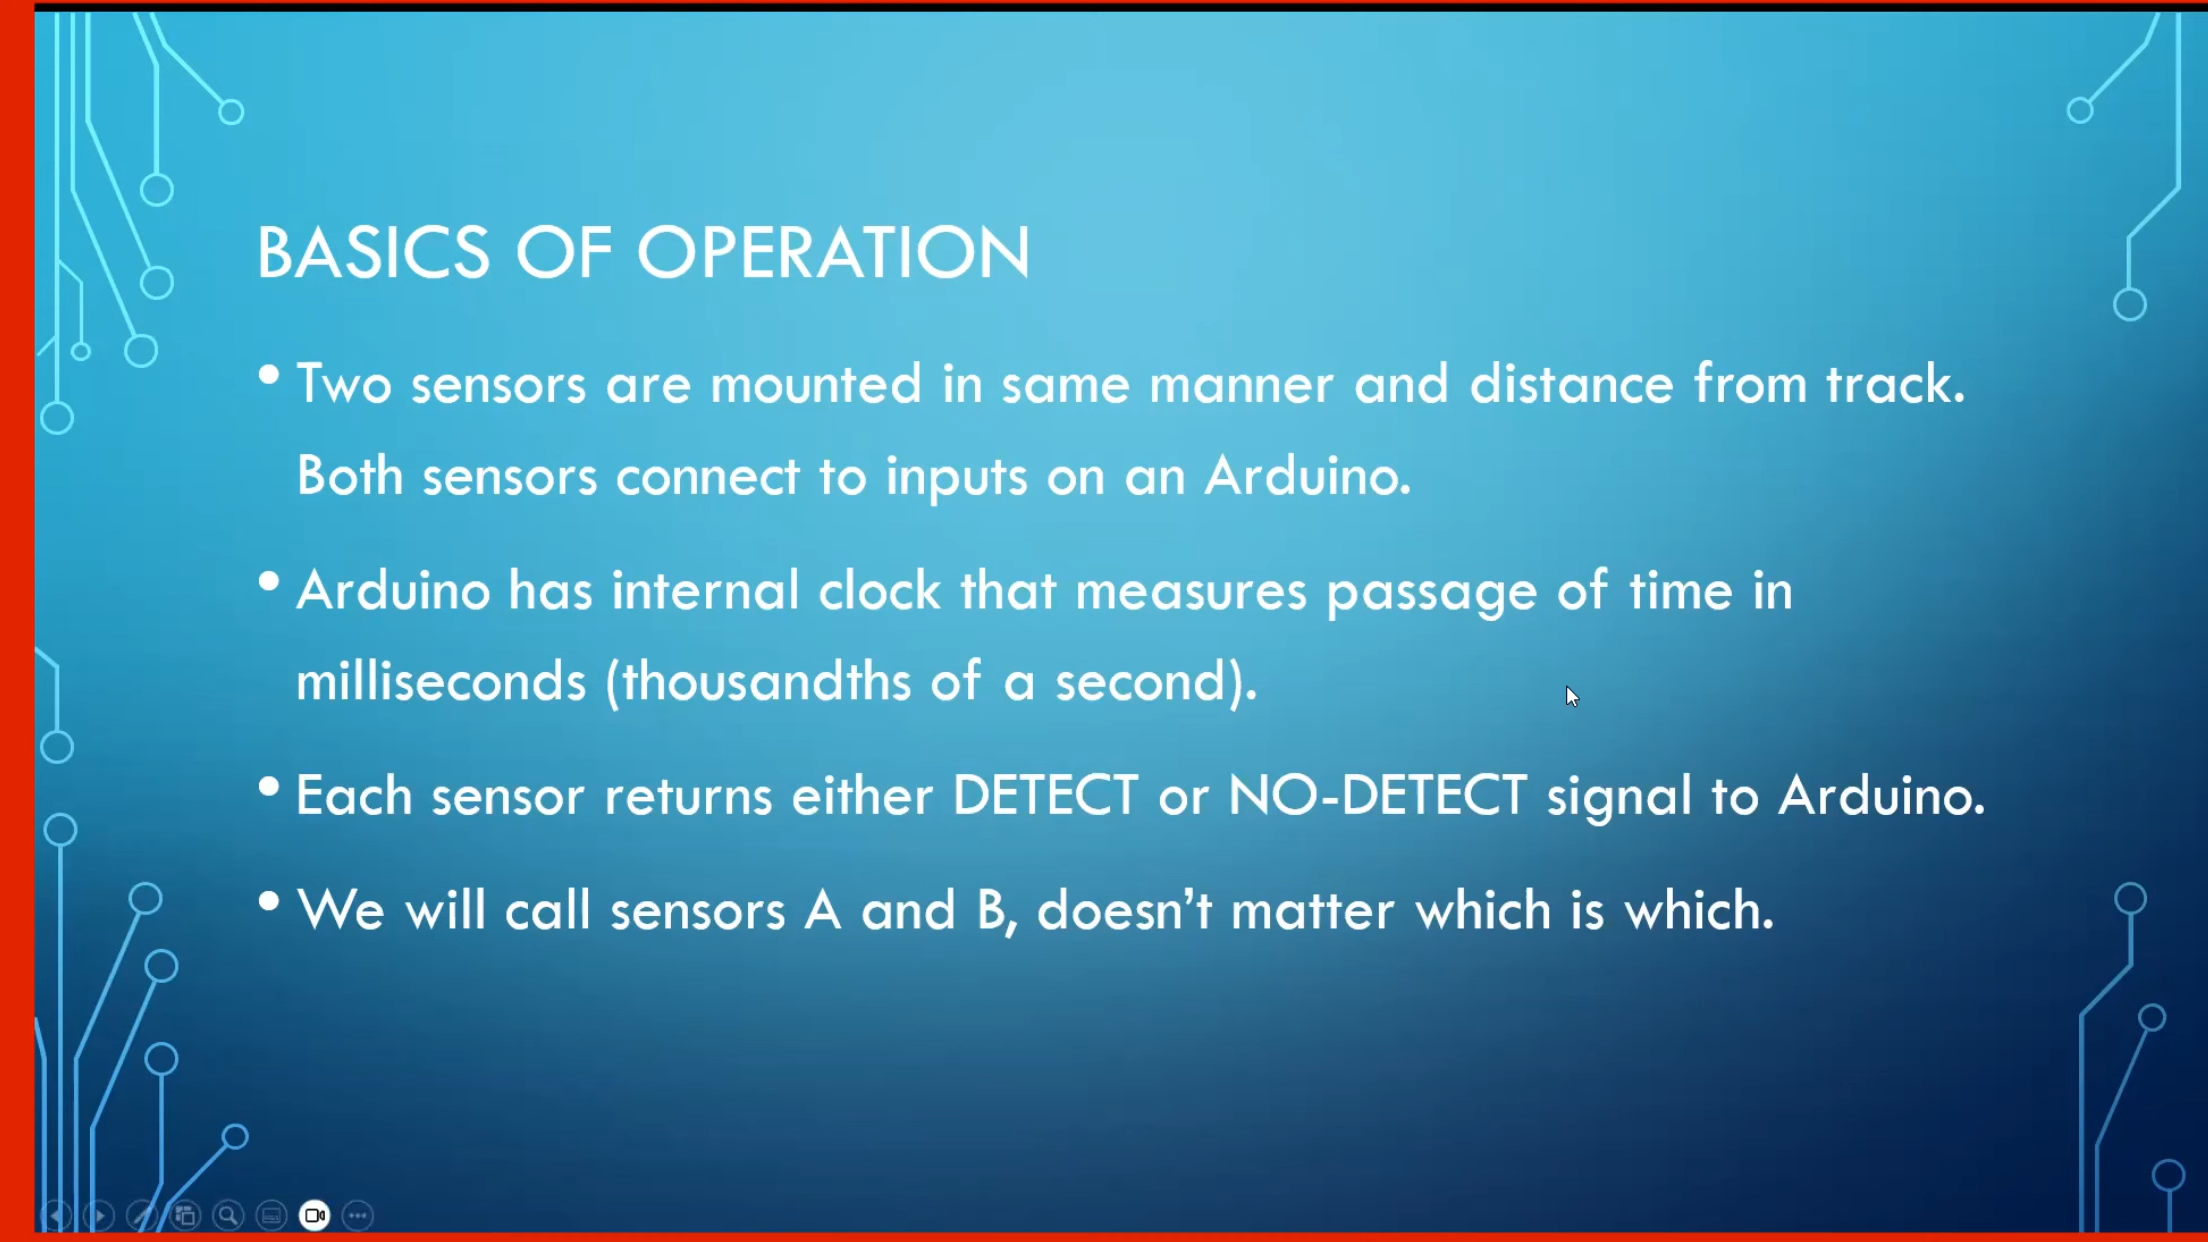 BASICS OF OPERATION
• Two sensors are mounted in same manner and distance from track.
Both sensors connect to inputs on an Arduino.
• Arduino has internal clock that measures passage of time in
milliseconds (thousandths of a second).
• Each sensor returns either DETECT or NO-DETECT signal to Arduino.
• We will call sensors A and B, doesn’t matter which is which.